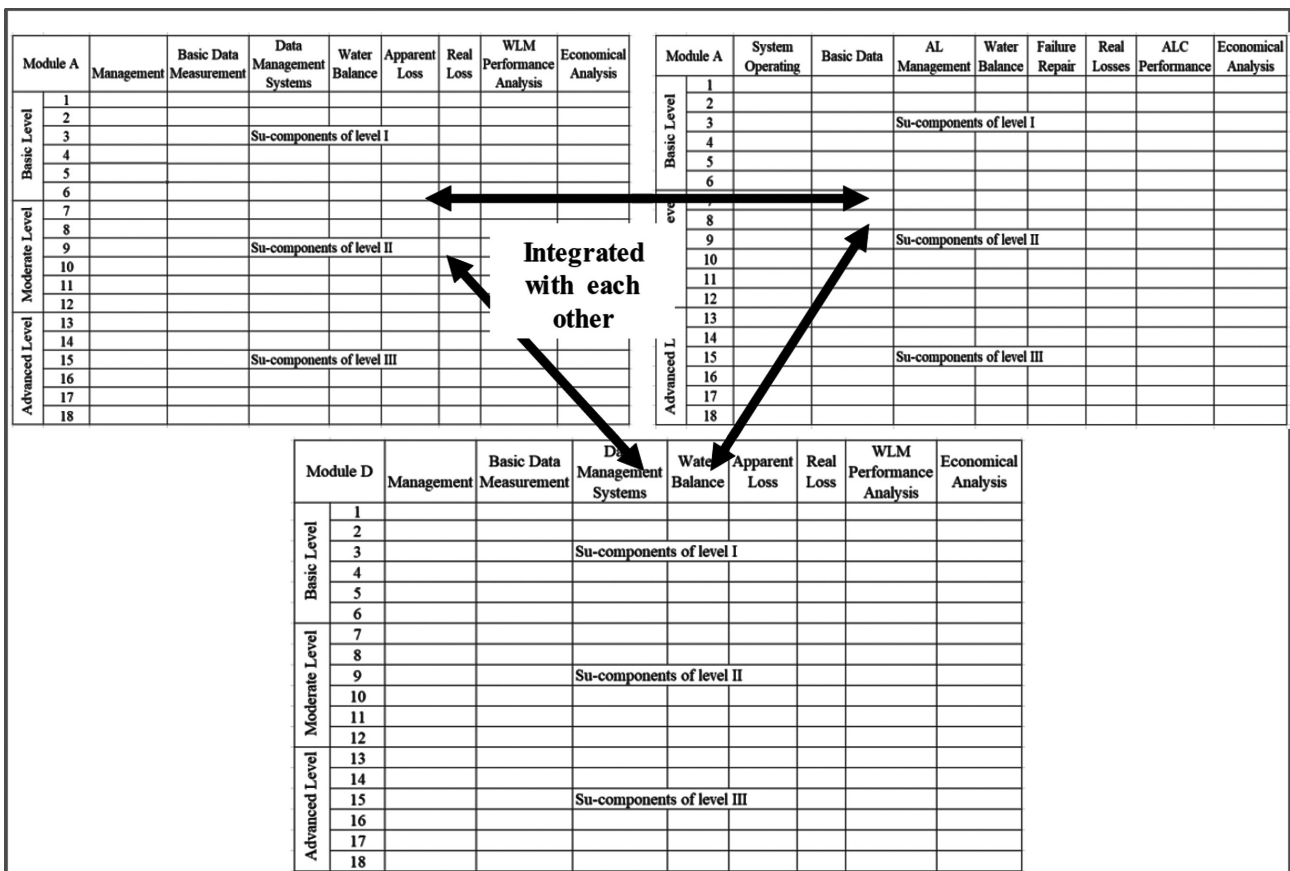 Module A
Management
Basic Data
Measurement
Data
Management
Systems
Water
Balance
Apparent
Loss
Real
Loss
WLM
Performance
Analysis
Economical
Analysis
Basic Level
1
2
3
Su-components of level I
4
5
6
Moderate Level
7
8
9
Su-components of level II
10
11
12
Advanced Level
13
14
15
Su-components of level III
16
17
18
Module A
System
Operating
Basic Data
AL
Management
Water
Balance
Failure
Repair
Real
Losses
ALC
Performance
Economical
Analysis
Basic Level
1
2
3
Su-components of level I
4
5
6
8
9
Su-components of level II
10
11
12
Advanced L
13
14
15
Su-components of level III
16
17
18
Integrated
with each
other
Module D
Management
Basic Data
Measurement
Management
Systems
Water
Balance
Apparent
Loss
Real
Loss
WLM
Performance
Analysis
Economical
Analysis
Basic Level
1
2
3
Su-components of level I
4
5
6
Moderate Level
7
8
9
Su-components of level II
10
11
12
Advanced Level
13
14
15
Su-components of level III
16
17
18